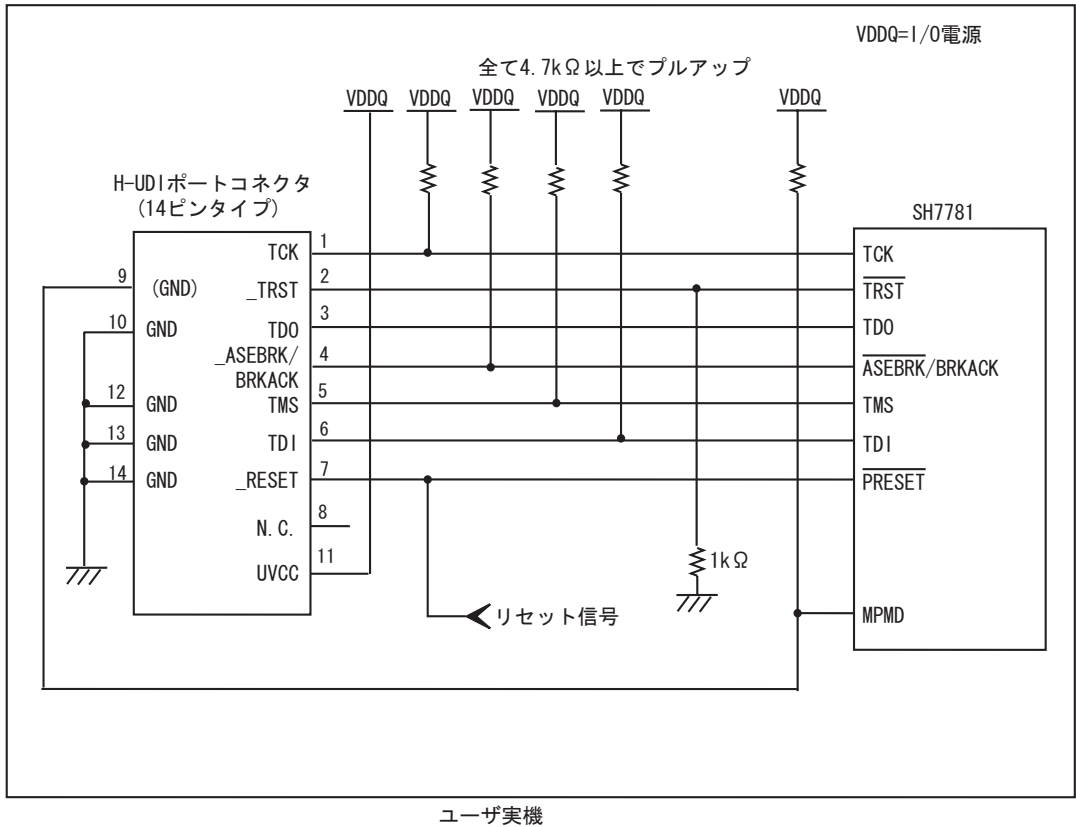 VDDQ=I/O電源
全て4.7kΩ以上でプルアップ
VDDQ VDDQ VDDQ VDDQ VDDQ VDDQ
H-UDIポートコネクタ
(14ピンタイプ)
SH7781
TCK 1 TCK
9 (GND) _TRST 2 TRST
10 GND TDO 3 TDO
_ASEBRK/
BRKACK 4 ASEBRK/BRKACK
12 GND TMS 5 TMS
13 GND TDI 6 TDI
14 GND _RESET 7 PRESET
N.C. 8
UVCC 11
1kΩ
リセット信号
MPMD
ユーザ実機